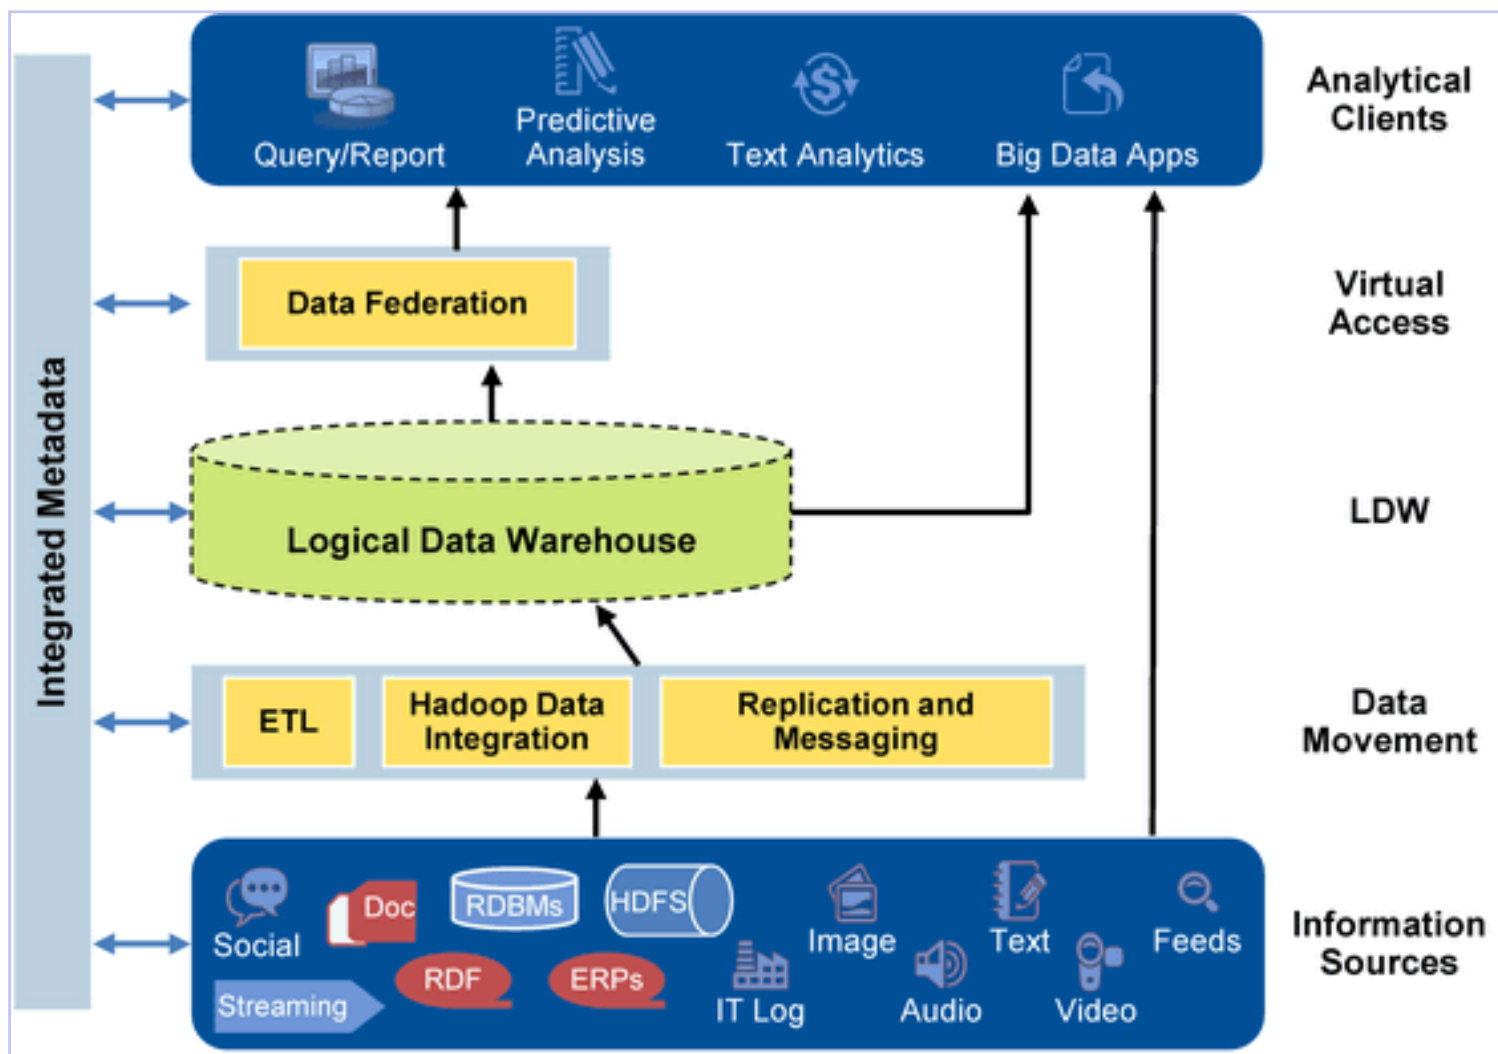 Integrated Metadata
Query/Report
Predictive
Analysis
Text Analytics
Big Data Apps
Analytical
Clients
Data Federation
Virtual
Access
Logical Data Warehouse
LDW
ETL
Hadoop Data
Integration
Replication and
Messaging
Data
Movement
Social
Doc
RDBMs
HDFS
Image
Text
Feeds
Streaming
RDF
ERPs
IT Log
Audio
Video
Information
Sources